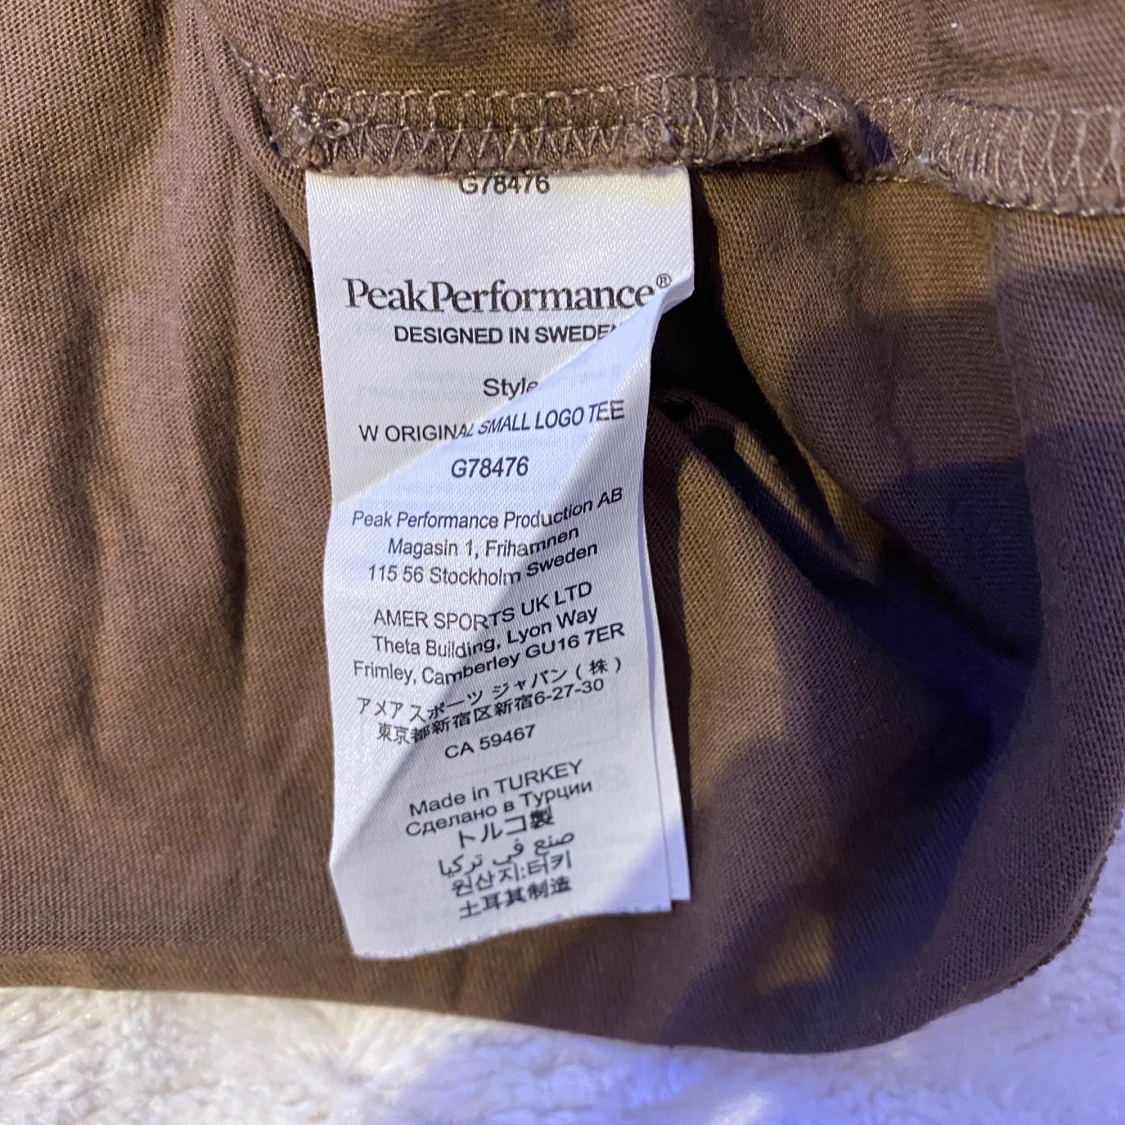 G78476
PeakPerformance®
DESIGNED IN SWEDEN
Style
W ORIGINAL SMALL LOGO TEE
G78476
Peak Performance Production AB
Magasin 1, Frihamnen
115 56 Stockholm Sweden
AMER SPORTS UK LTD
Theta Building, Lyon Way
Frimley, Camberley GU16 7ER
アメア スポーツ ジャパン ( 株 )
東京都新宿区新宿6-27-30
CA 59467
Made in TURKEY
Сделано в Турции
トルコ製
صنع في تركيا
원산지:터키
土耳其制造